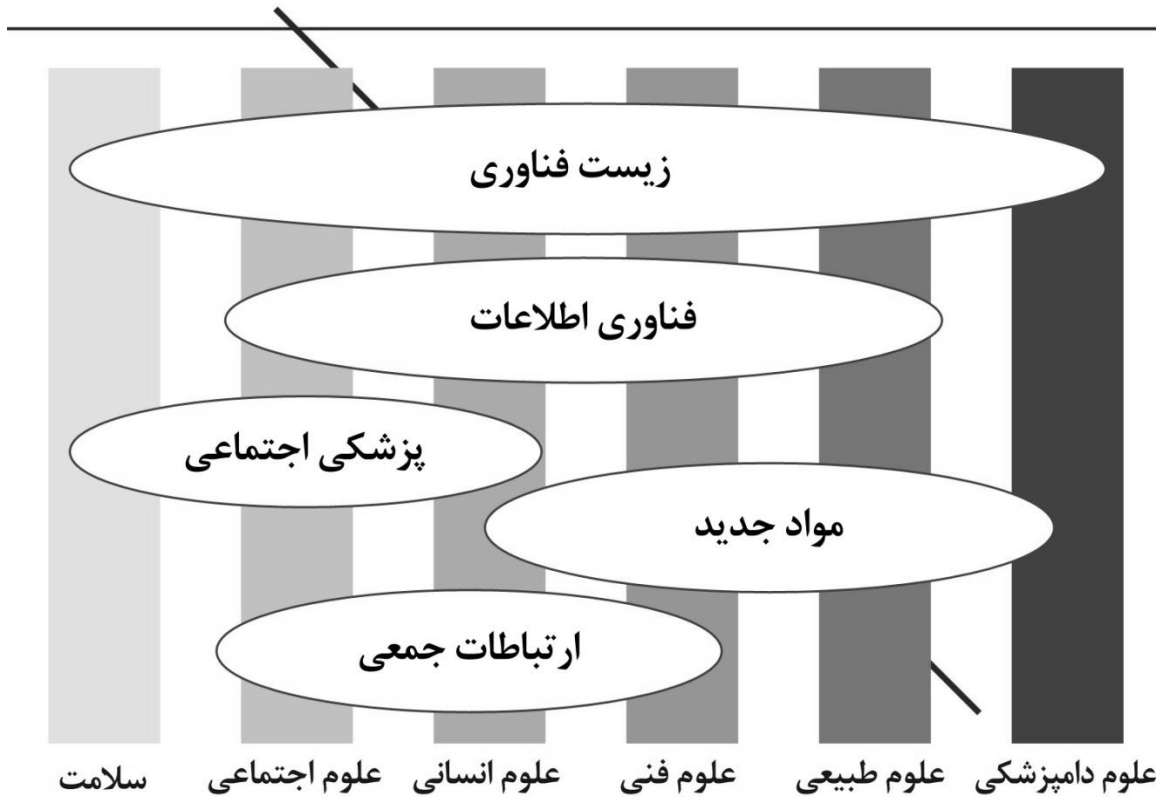 زیست فناوری
فناوری اطلاعات
پزشکی اجتماعی
مواد جدید
ارتباطات جمعی
علوم دامپزشکی
علوم طبیعی
علوم فنی
علوم انسانی
علوم اجتماعی
سلامت